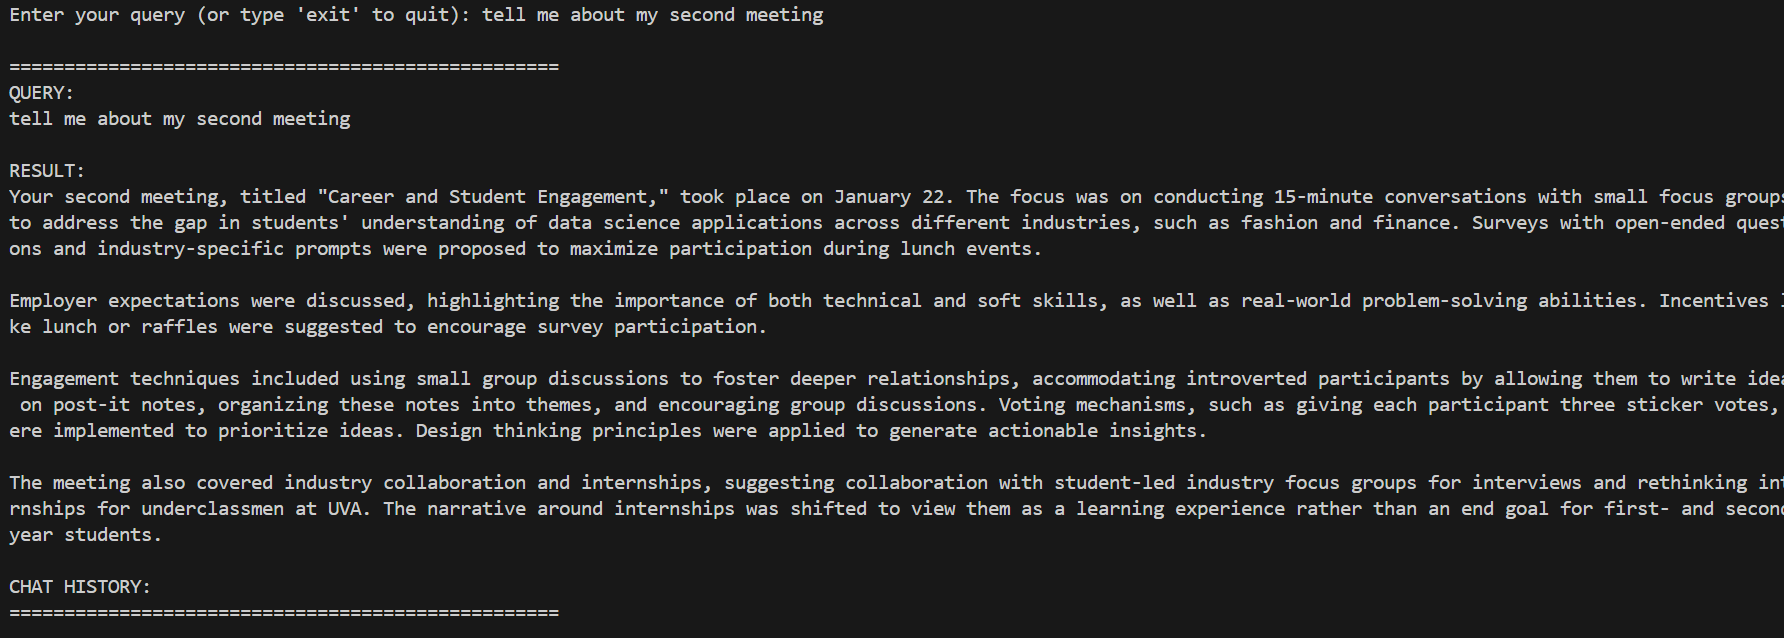 Enter your query (or type 'exit' to quit): tell me about my second meeting
==================================================
QUERY:
tell me about my second meeting
RESULT:
Your second meeting, titled "Career and Student Engagement," took place on January 22. The focus was on conducting 15-minute conversations with small focus groups
to address the gap in students' understanding of data science applications across different industries, such as fashion and finance. Surveys with open-ended quest
ons and industry-specific prompts were proposed to maximize participation during lunch events.
Employer expectations were discussed, highlighting the importance of both technical and soft skills, as well as real-world problem-solving abilities. Incentives l
ke lunch or raffles were suggested to encourage survey participation.
Engagement techniques included using small group discussions to foster deeper relationships, accommodating introverted participants by allowing them to write idea
on post-it notes, organizing these notes into themes, and encouraging group discussions. Voting mechanisms, such as giving each participant three sticker votes,
ere implemented to prioritize ideas. Design thinking principles were applied to generate actionable insights.
The meeting also covered industry collaboration and internships, suggesting collaboration with student-led industry focus groups for interviews and rethinking int
rnships for underclassmen at UVA. The narrative around internships was shifted to view them as a learning experience rather than an end goal for first- and second
year students.
CHAT HISTORY:
==================================================